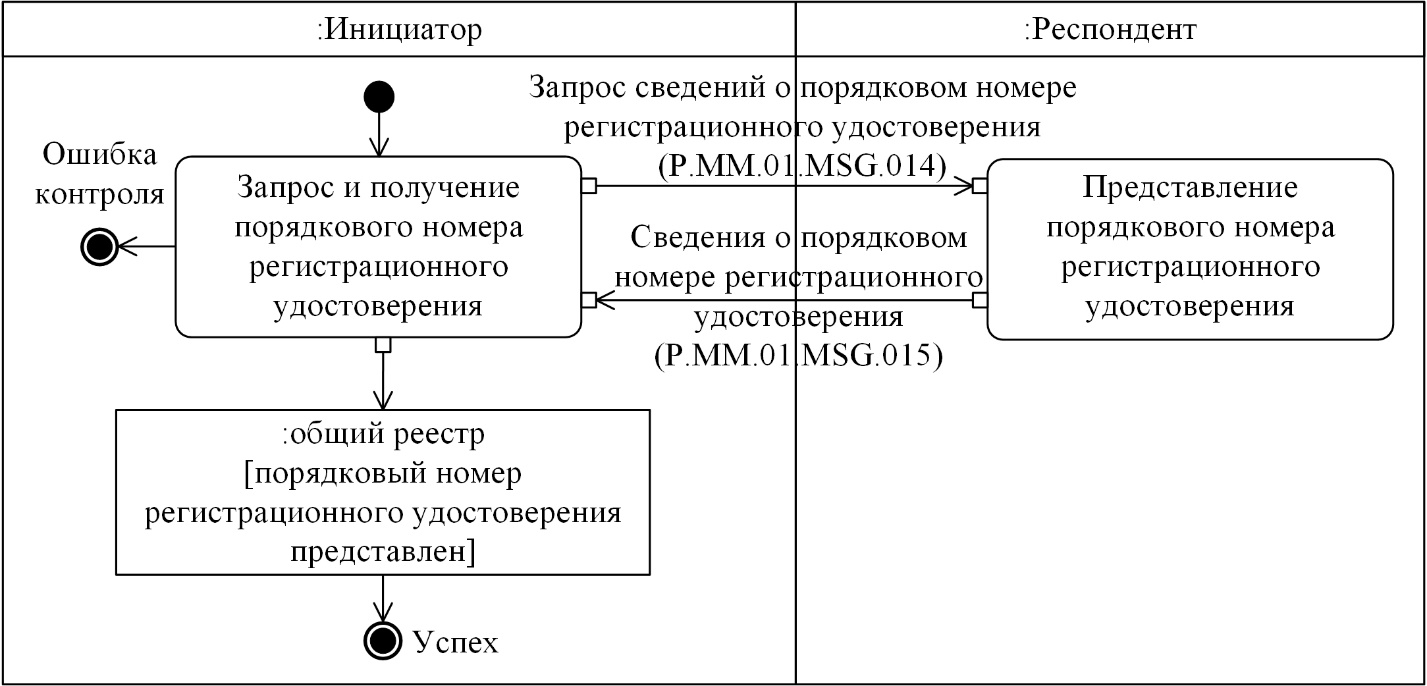 :Инициатор
:Респондент
Запрос сведений о порядковом номере
регистрационного удостоверения
(P.MM.01.MSG.014)
Ошибка
контроля
Запрос и получение
порядкового номера
регистрационного
удостоверения
Представление
порядкового номера
регистрационного
удостоверения
Сведения о порядковом
номере регистрационного
удостоверения
(P.MM.01.MSG.015)
:общий реестр
[порядковый номер
регистрационного удостоверения
представлен]
Успех